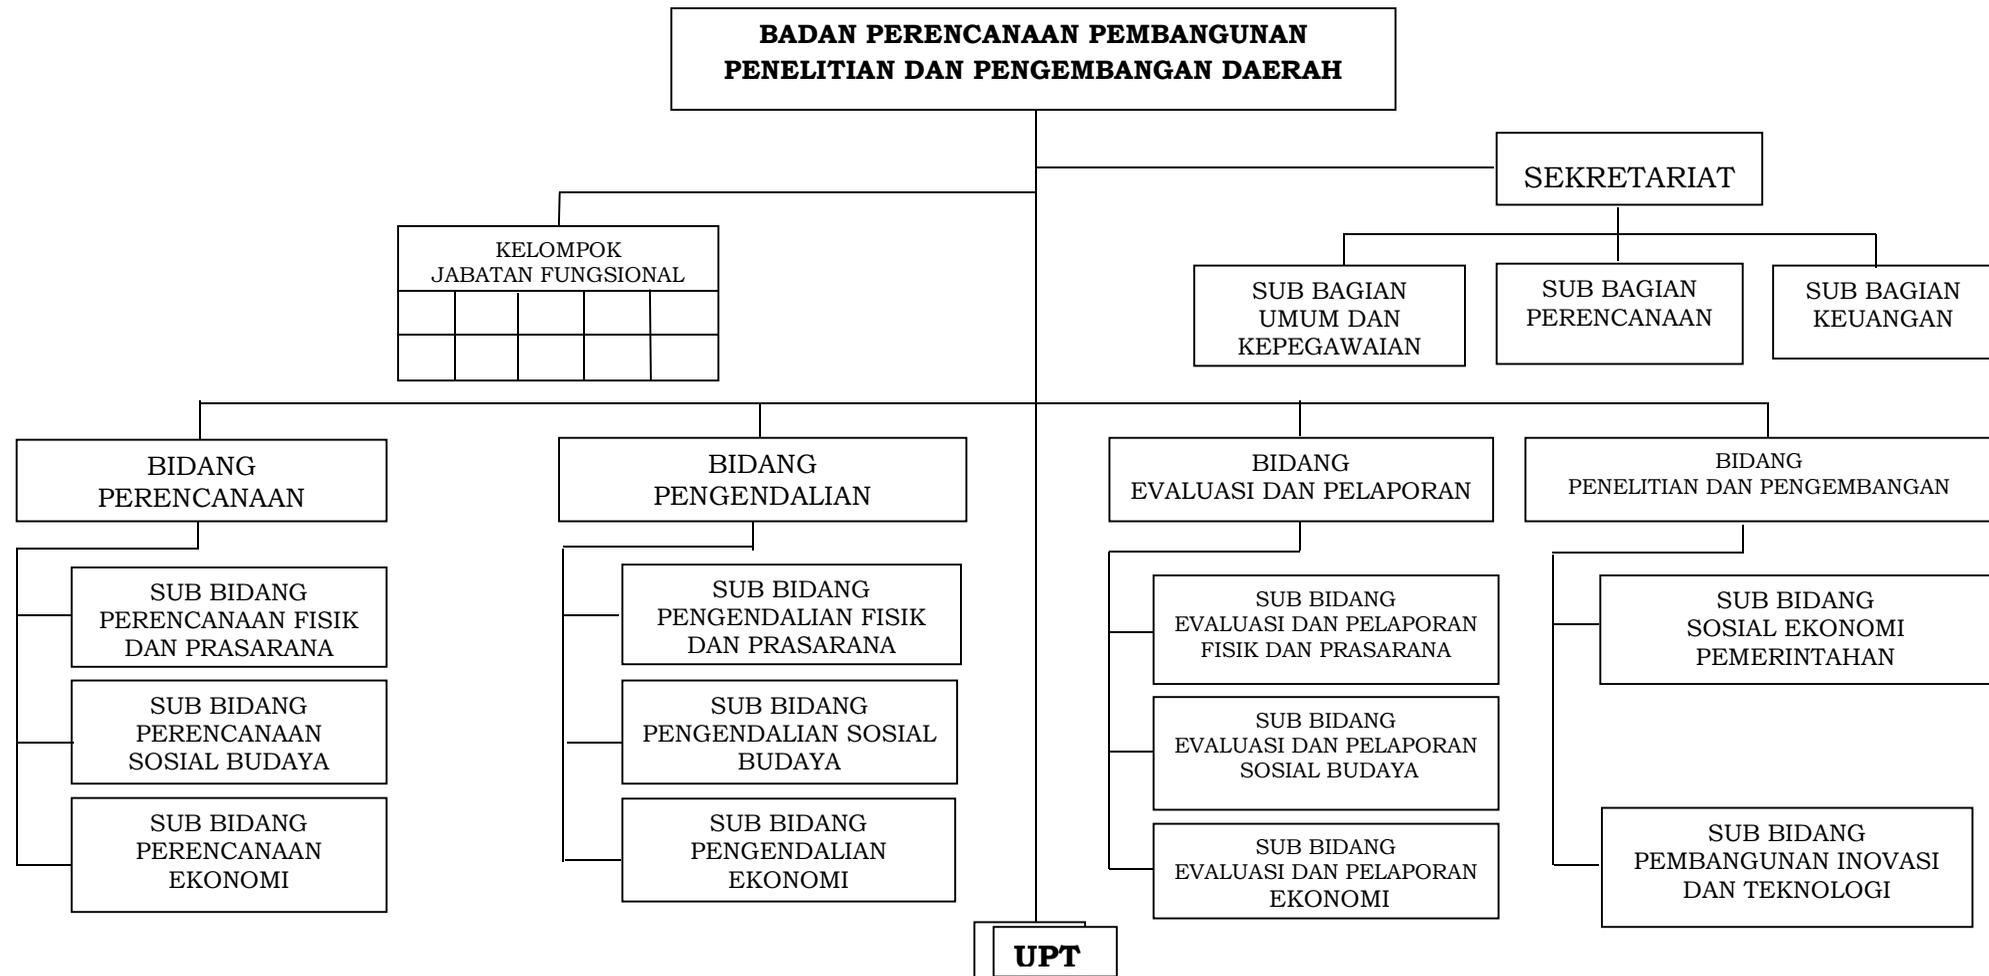 BADAN PERENCANAAN PEMBANGUNAN
PENELITIAN DAN PENGEMBANGAN DAERAH
SEKRETARIAT
KELOMPOK
JABATAN FUNGSIONAL
SUB BAGIAN
UMUM DAN
KEPEGAWAIAN
SUB BAGIAN
PERENCANAAN
SUB BAGIAN
KEUANGAN
BIDANG
PERENCANAAN
BIDANG
PENGENDALIAN
BIDANG
EVALUASI DAN PELAPORAN
BIDANG
PENELITIAN DAN PENGEMBANGAN
SUB BIDANG
PERENCANAAN FISIK
DAN PRASARANA
SUB BIDANG
PERENCANAAN
SOSIAL BUDAYA
SUB BIDANG
PERENCANAAN
EKONOMI
SUB BIDANG
PENGENDALIAN FISIK
DAN PRASARANA
SUB BIDANG
PENGENDALIAN SOSIAL
BUDAYA
SUB BIDANG
PENGENDALIAN
EKONOMI
SUB BIDANG
EVALUASI DAN PELAPORAN
FISIK DAN PRASARANA
SUB BIDANG
EVALUASI DAN PELAPORAN
SOSIAL BUDAYA
SUB BIDANG
EVALUASI DAN PELAPORAN
EKONOMI
SUB BIDANG
SOSIAL EKONOMI
PEMERINTAHAN
SUB BIDANG
PEMBANGUNAN INOVASI
DAN TEKNOLOGI
UPT